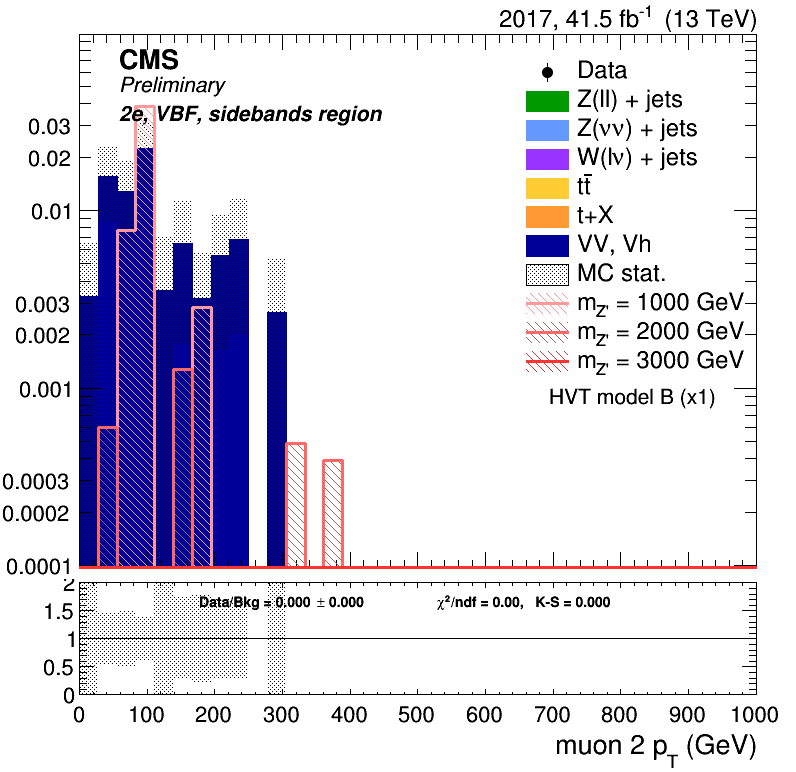 2017, 41.5 fb⁻¹ (13 TeV)
CMS
Preliminary
2e, VBF, sidebands region
Data
Z(ll) + jets
Z(νν) + jets
W(lν) + jets
tt̄
t+X
VV, Vh
MC stat.
m_Z' = 1000 GeV
m_Z' = 2000 GeV
m_Z' = 3000 GeV
HVT model B (x1)
0.03
0.02
0.01
0.003
0.002
0.001
0.0003
0.0002
0.0001
2
1.5
1
0.5
0
Data/Bkg = 0.000 ± 0.000
χ²/ndf = 0.00, K-S = 0.000
0 100 200 300 400 500 600 700 800 900 1000
muon 2 p_T (GeV)